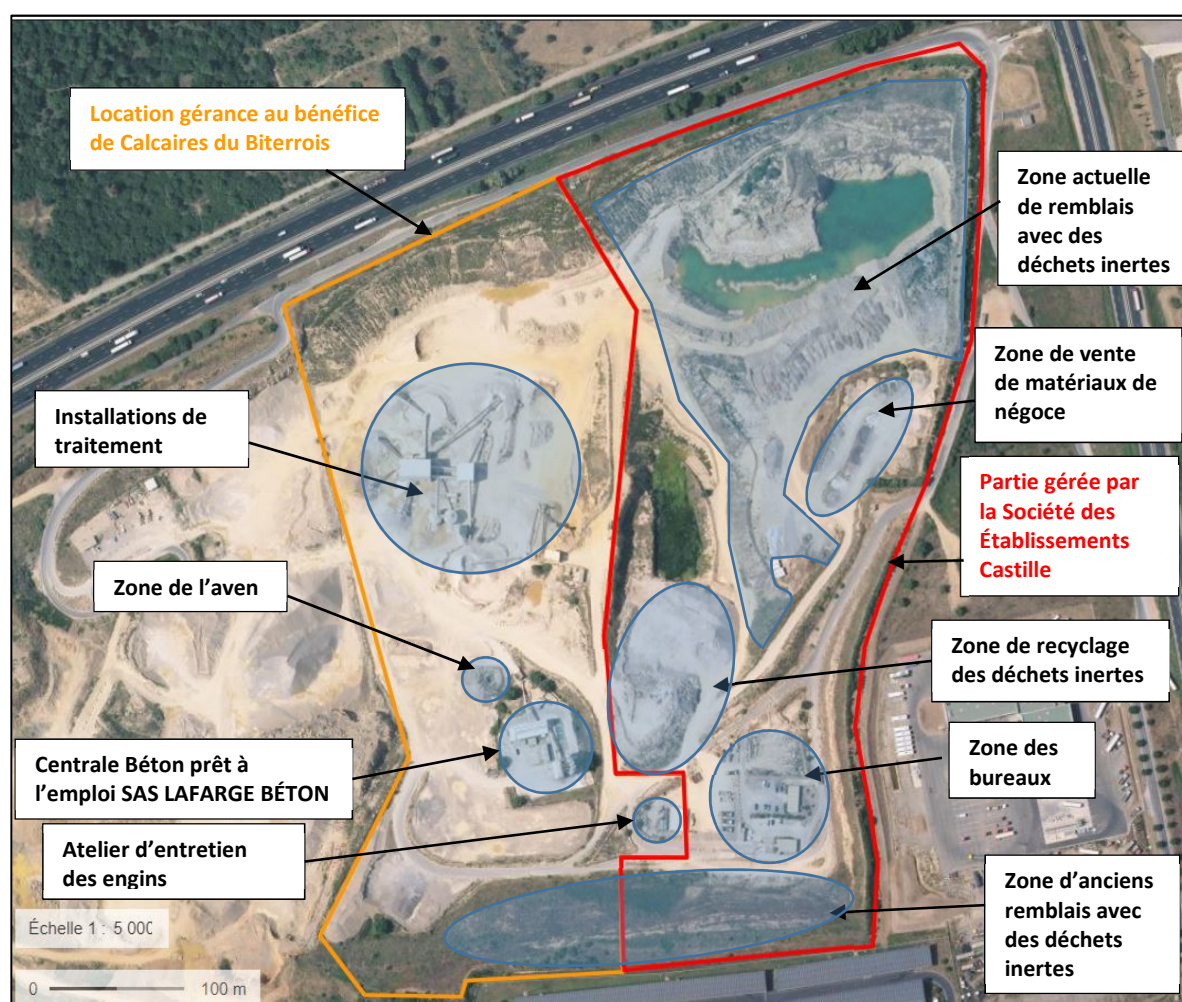 Location gérance au bénéfice
de Calcaires du Biterrois
Zone actuelle
de remblais
avec des
déchets inertes
Zone de vente
de matériaux de
négoce
Installations de
traitement
Partie gérée par
la Société des
Établissements
Castille
Zone de l’aven
Zone de recyclage
des déchets inertes
Centrale Béton prêt à
l’emploi SAS LAFARGE BÉTON
Zone des
bureaux
Atelier d’entretien
des engins
Zone d’anciens
remblais avec
des déchets
inertes
Échelle 1 : 5 000
0 100 m